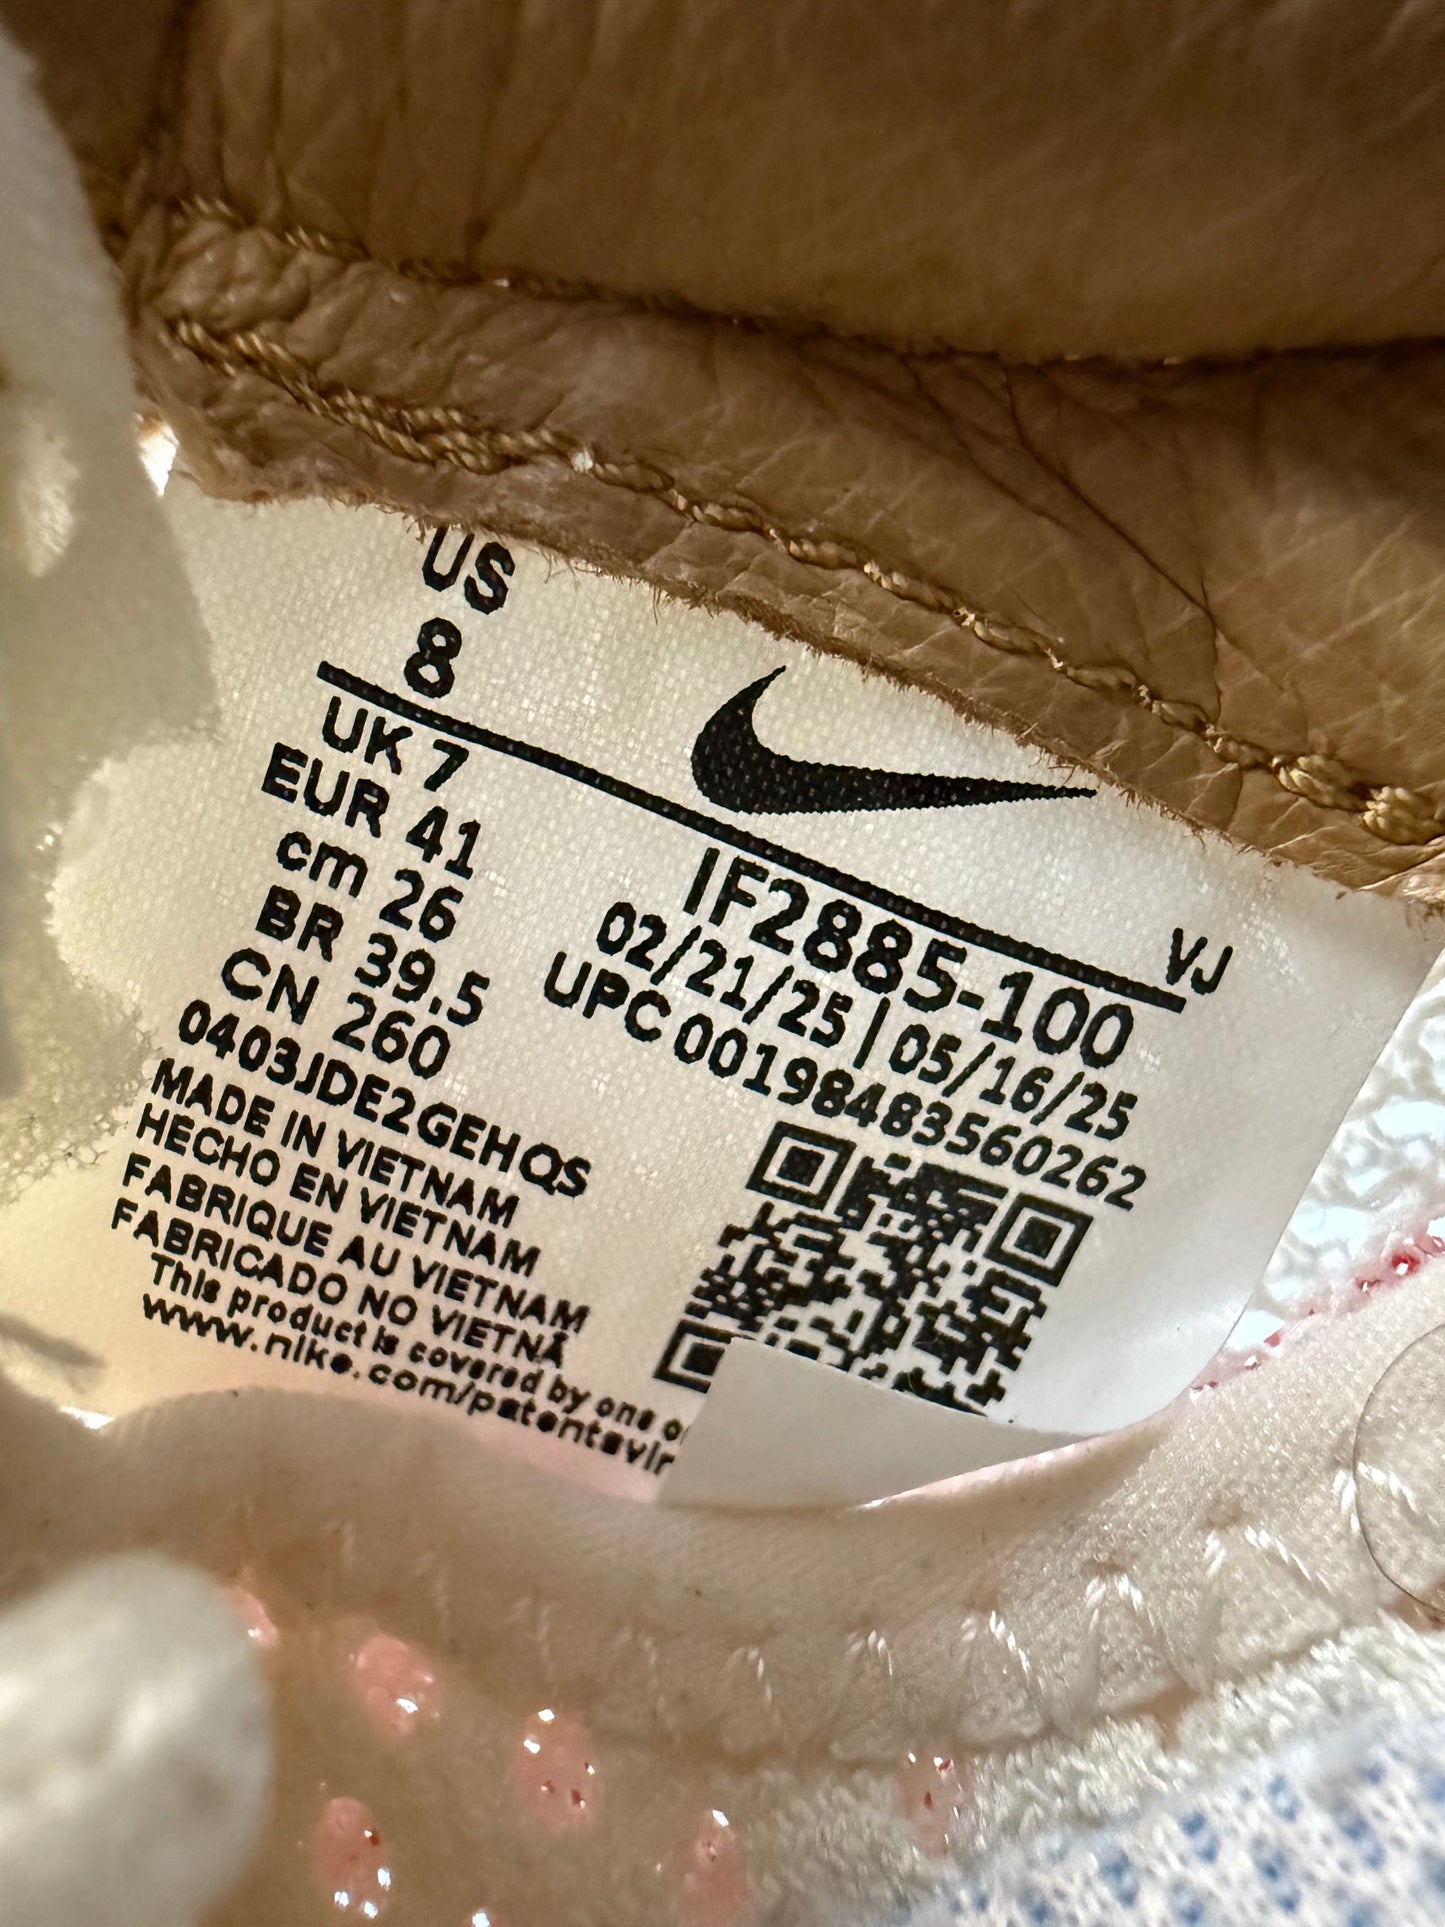 US
8
UK 7
EUR 41
cm 26
BR 39.5
CN 260
0403JDE2GEHQS
MADE IN VIETNAM
HECHO EN VIETNAM
FABRIQUE AU VIETNAM
FABRICADO NO VIETNÃ
This product is covered by one
www.nike.com/patentsvir
VJ
IF2885-100
02/21/25 | 05/16/25
UPC 00198483560262